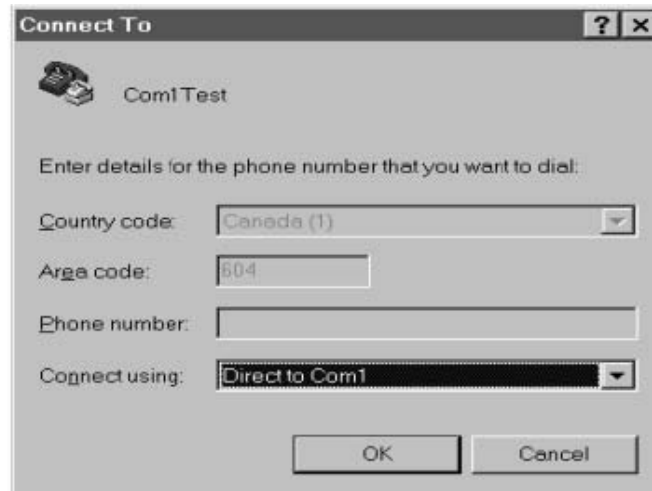 Connect To
Com1Test
Enter details for the phone number that you want to dial:
Country code: Canada (1)
Area code: 604
Phone number:
Connect using: Direct to Com1
OK Cancel